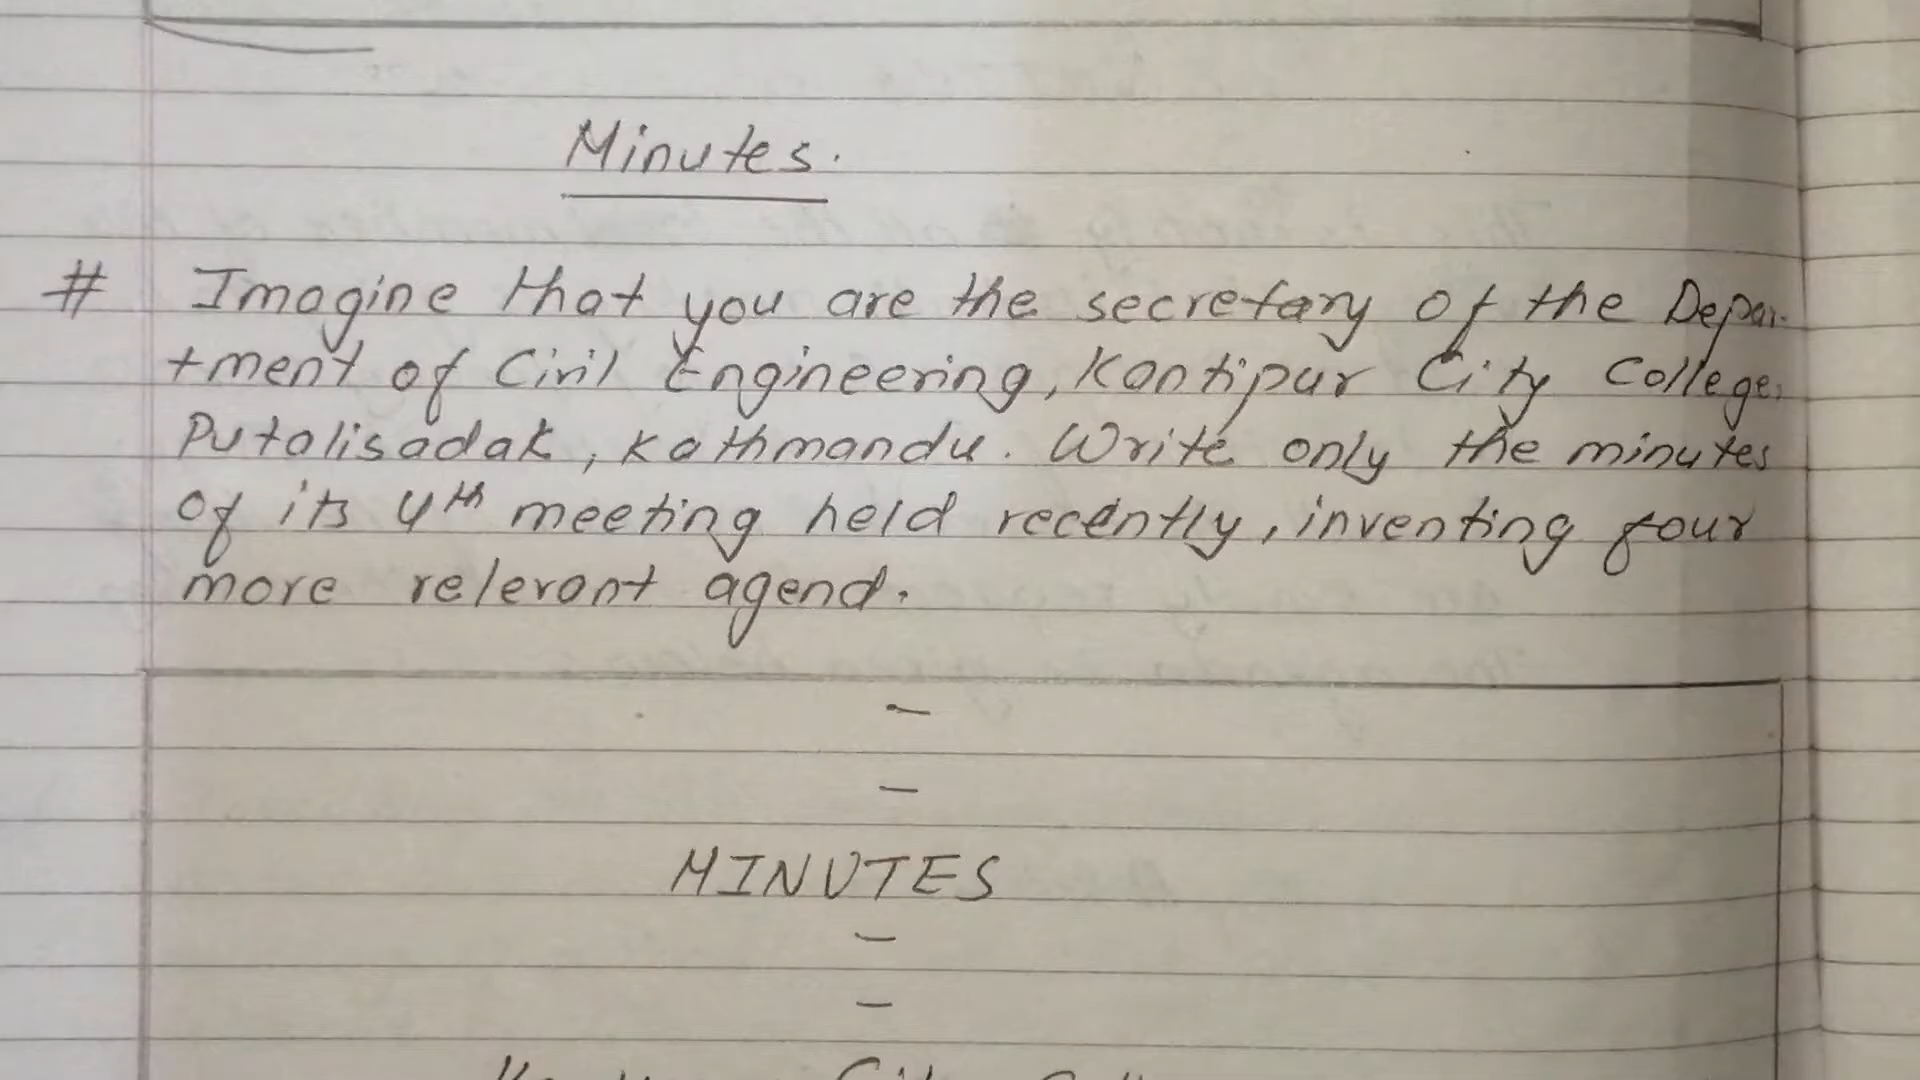 Minutes.
# Imagine that you are the secretary of the Depar-
tment of Civil Engineering, Kantipur City College,
Putalisadak, Kathmandu. Write only the minutes
of its 4th meeting held recently, inventing four
more relevant agend.
MINUTES
City